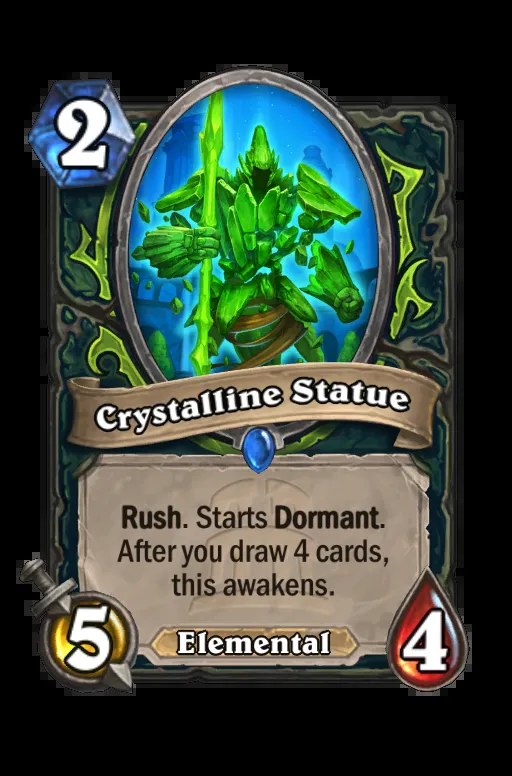 2
Crystalline Statue
Rush. Starts Dormant.
After you draw 4 cards,
this awakens.
5
Elemental
4